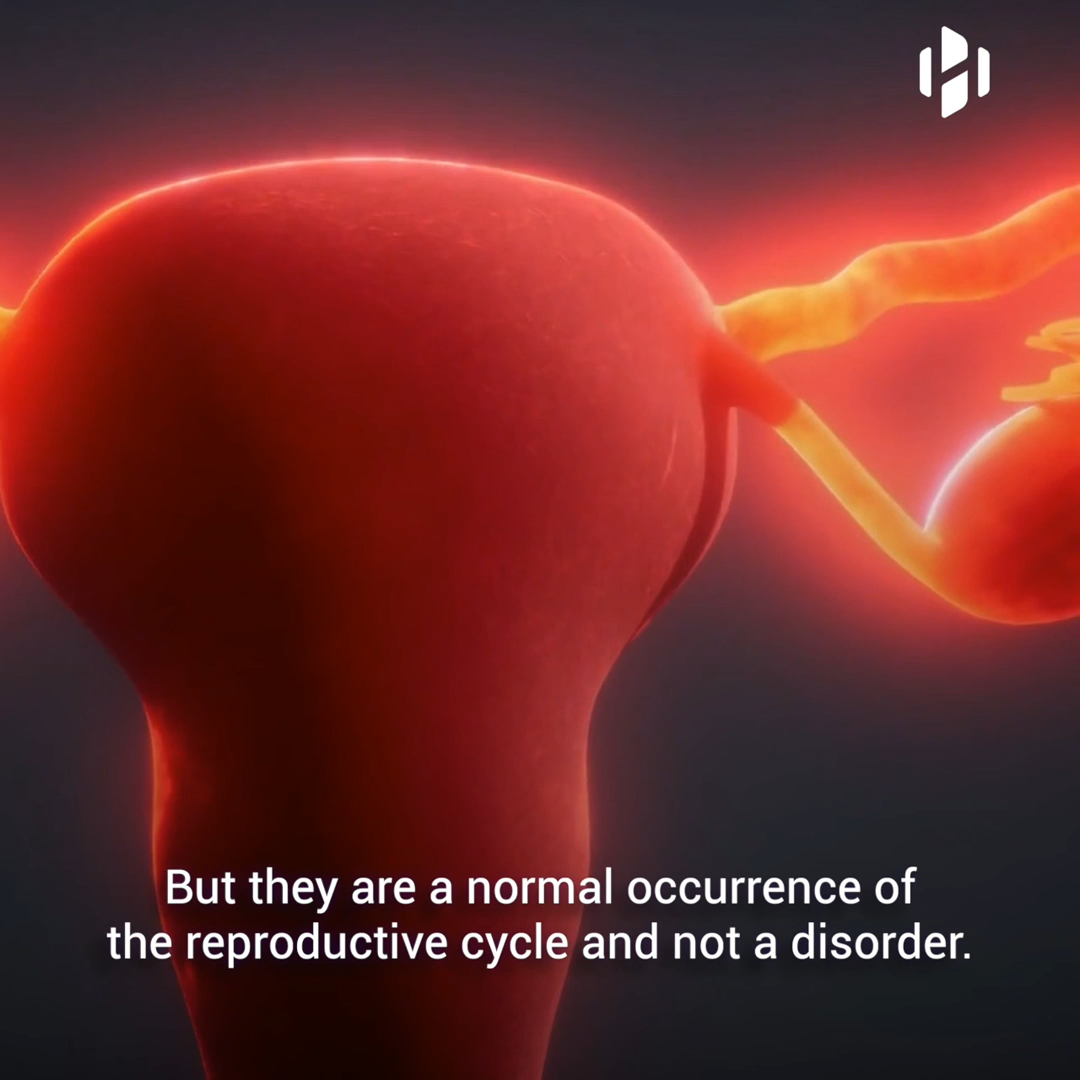 But they are a normal occurrence of
the reproductive cycle and not a disorder.